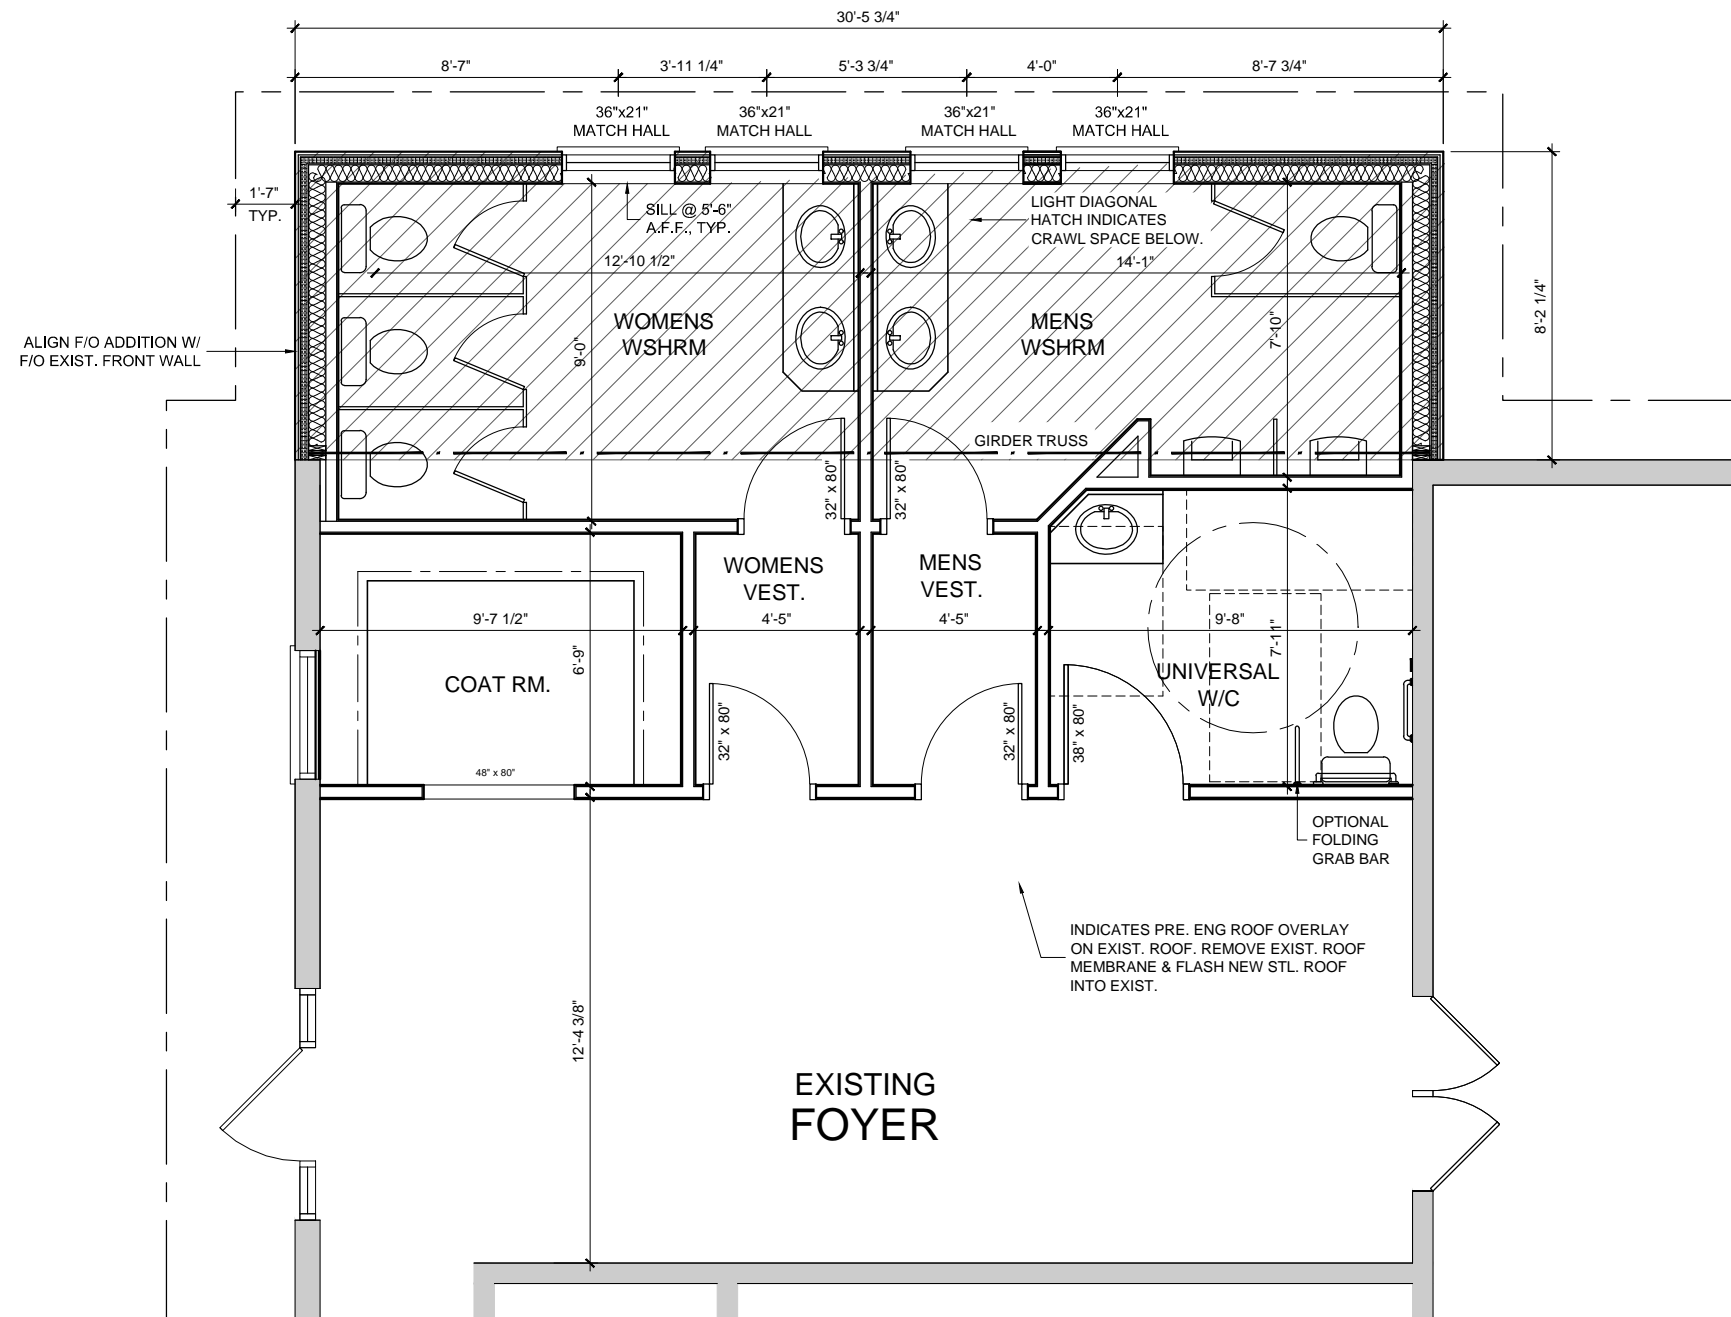 30'-5 3/4"
8'-7"
3'-11 1/4"
5'-3 3/4"
4'-0"
8'-7 3/4"
36"x21"
MATCH HALL
36"x21"
MATCH HALL
36"x21"
MATCH HALL
36"x21"
MATCH HALL
1'-7"
TYP.
SILL @ 5'-6"
A.F.F., TYP.
LIGHT DIAGONAL
HATCH INDICATES
CRAWL SPACE BELOW.
12'-10 1/2"
14'-1"
8'-2 1/4"
WOMENS
WSHRM
MENS
WSHRM
9'-0"
7'-10"
ALIGN F/O ADDITION W/
F/O EXIST. FRONT WALL
GIRDER TRUSS
32" x 80"
32" x 80"
WOMENS
VEST.
MENS
VEST.
9'-7 1/2"
4'-5"
4'-5"
9'-8"
6'-9"
7'-11"
COAT RM.
UNIVERSAL
W/C
32" x 80"
32" x 80"
38" x 80"
48" x 80"
OPTIONAL
FOLDING
GRAB BAR
INDICATES PRE. ENG ROOF OVERLAY
ON EXIST. ROOF. REMOVE EXIST. ROOF
MEMBRANE & FLASH NEW STL. ROOF
INTO EXIST.
12'-4 3/8"
EXISTING
FOYER